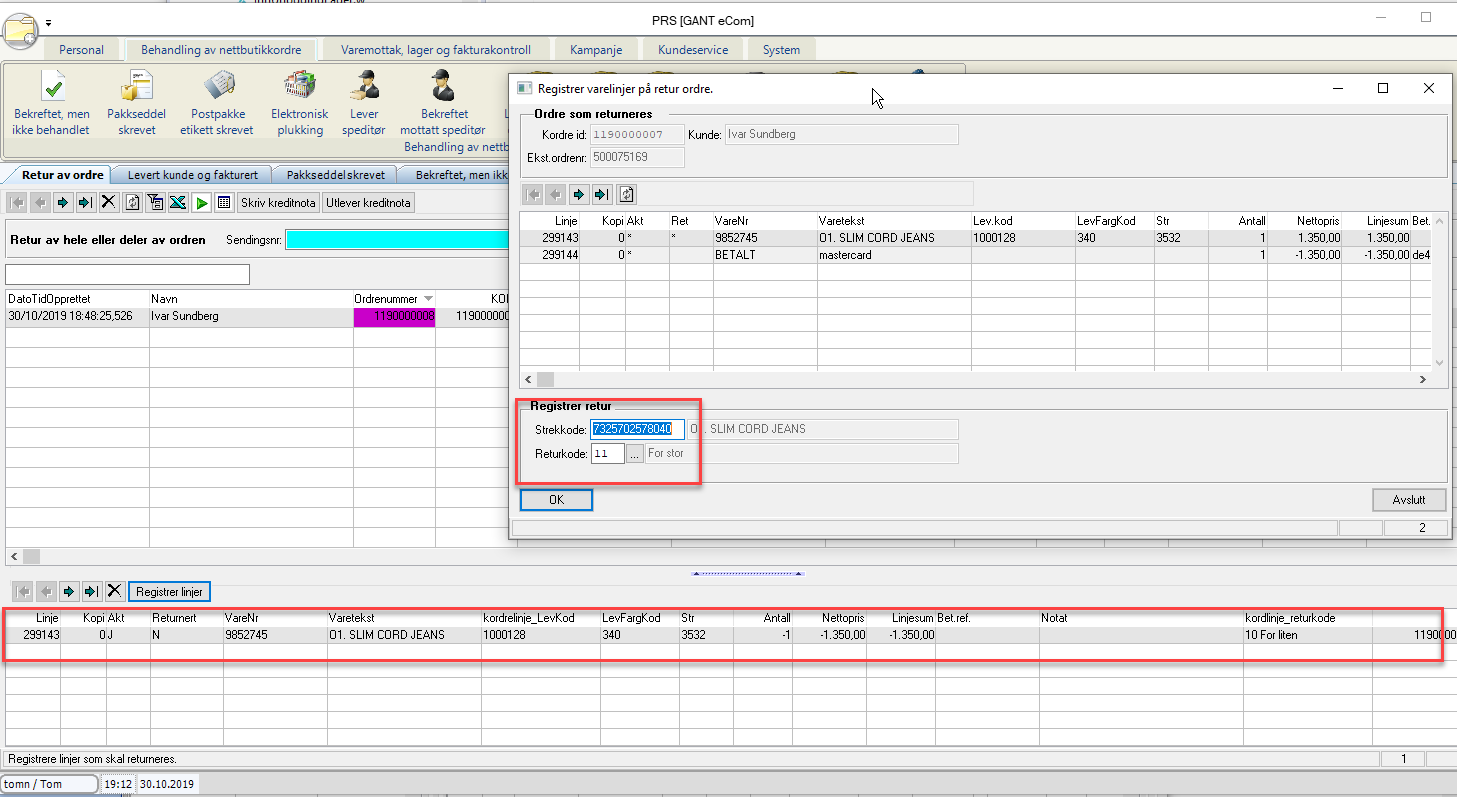 PRS [GANT eCom]
Personal
Behandling av nettbutikkordre
Varemottak, lager og fakturakontroll
Kampanje
Kundeservice
System
Bekreftet, men ikke behandlet
Pakkseddel skrevet
Postpakke etikett skrevet
Elektronisk plukking
Lever speditør
Bekreftet mottatt speditør
Behandling av nettb
Retur av ordre
Levert kunde og fakturert
Pakkseddel skrevet
Bekreftet, men ikk
Skriv kreditnota
Utlever kreditnota
Retur av hele eller deler av ordren
Sendingsnr:
DatoTidOpprettet Navn Ordrenummer KO
30/10/2019 18:48:25,526 Ivar Sundberg 1190000008 119000000
Registrer varelinjer på retur ordre.
Ordre som returneres
Kordre id: 1190000007 Kunde: Ivar Sundberg
Ekst.ordrenr: 500075169
Linje Kopi Akt Ret VareNr Varetekst Lev.kod LevFargKod Str Antall Nettopris Linjesum Bet.
299143 0 * * 9852745 O1. SLIM CORD JEANS 1000128 340 3532 1 1.350,00 1.350,00
299144 0 * BETALT mastercard 1 -1.350,00 -1.350,00 de4
Registrer retur
Strekkode: 7325702578040 O1. SLIM CORD JEANS
Returkode: 11 ... For stor
OK
Avslutt
2
Registrer linjer
Linje Kopi Akt Returnert VareNr Varetekst kordrelinje_LevKod LevFargKod Str Antall Nettopris Linjesum Bet.ref. Notat kordlinje_returkode
299143 0 J N 9852745 O1. SLIM CORD JEANS 1000128 340 3532 -1 -1.350,00 -1.350,00 10 For liten 119000
Registrere linjer som skal returneres.
1
tomn / Tom 19:12 30.10.2019